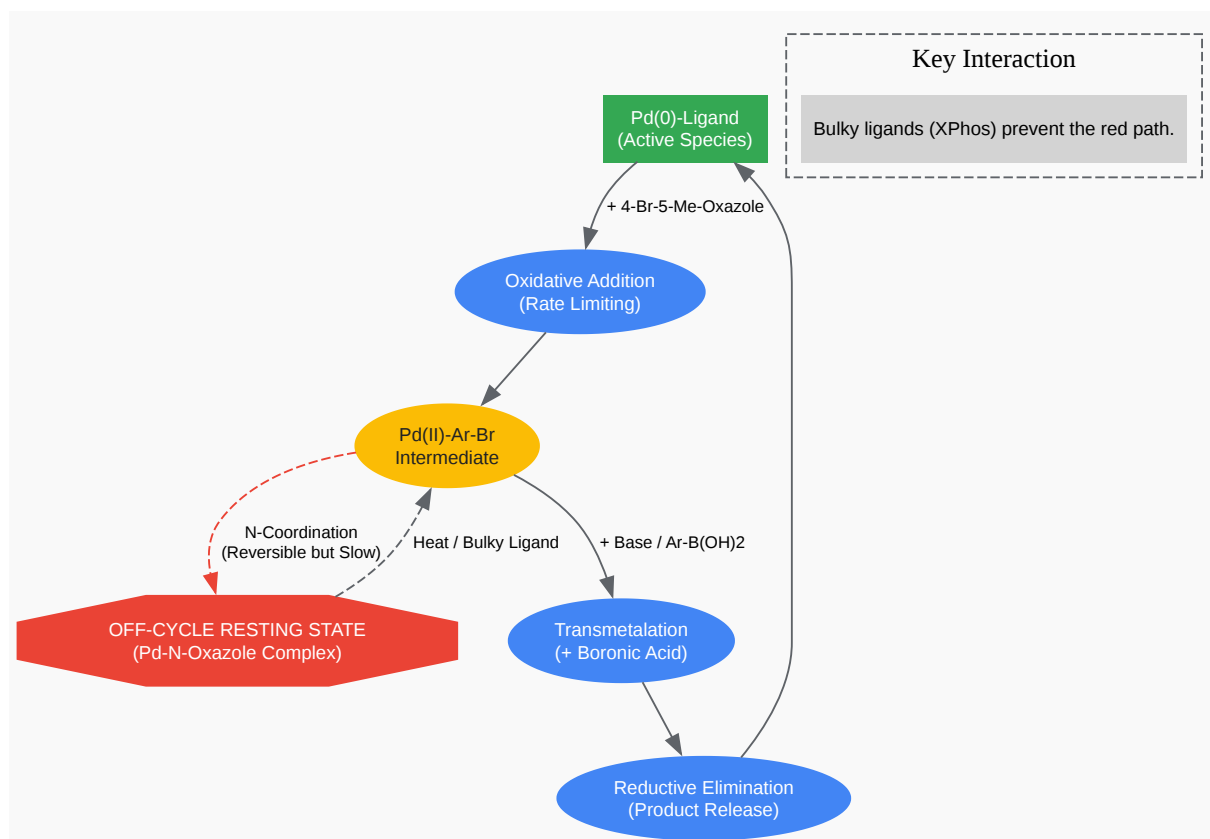 Key Interaction
Bulky ligands (XPhos) prevent the red path.
Pd(0)-Ligand
(Active Species)
+ 4-Br-5-Me-Oxazole
Oxidative Addition
(Rate Limiting)
Pd(II)-Ar-Br
Intermediate
N-Coordination
(Reversible but Slow)
Heat / Bulky Ligand
+ Base / Ar-B(OH)2
OFF-CYCLE RESTING STATE
(Pd-N-Oxazole Complex)
Transmetalation
(+ Boronic Acid)
Reductive Elimination
(Product Release)